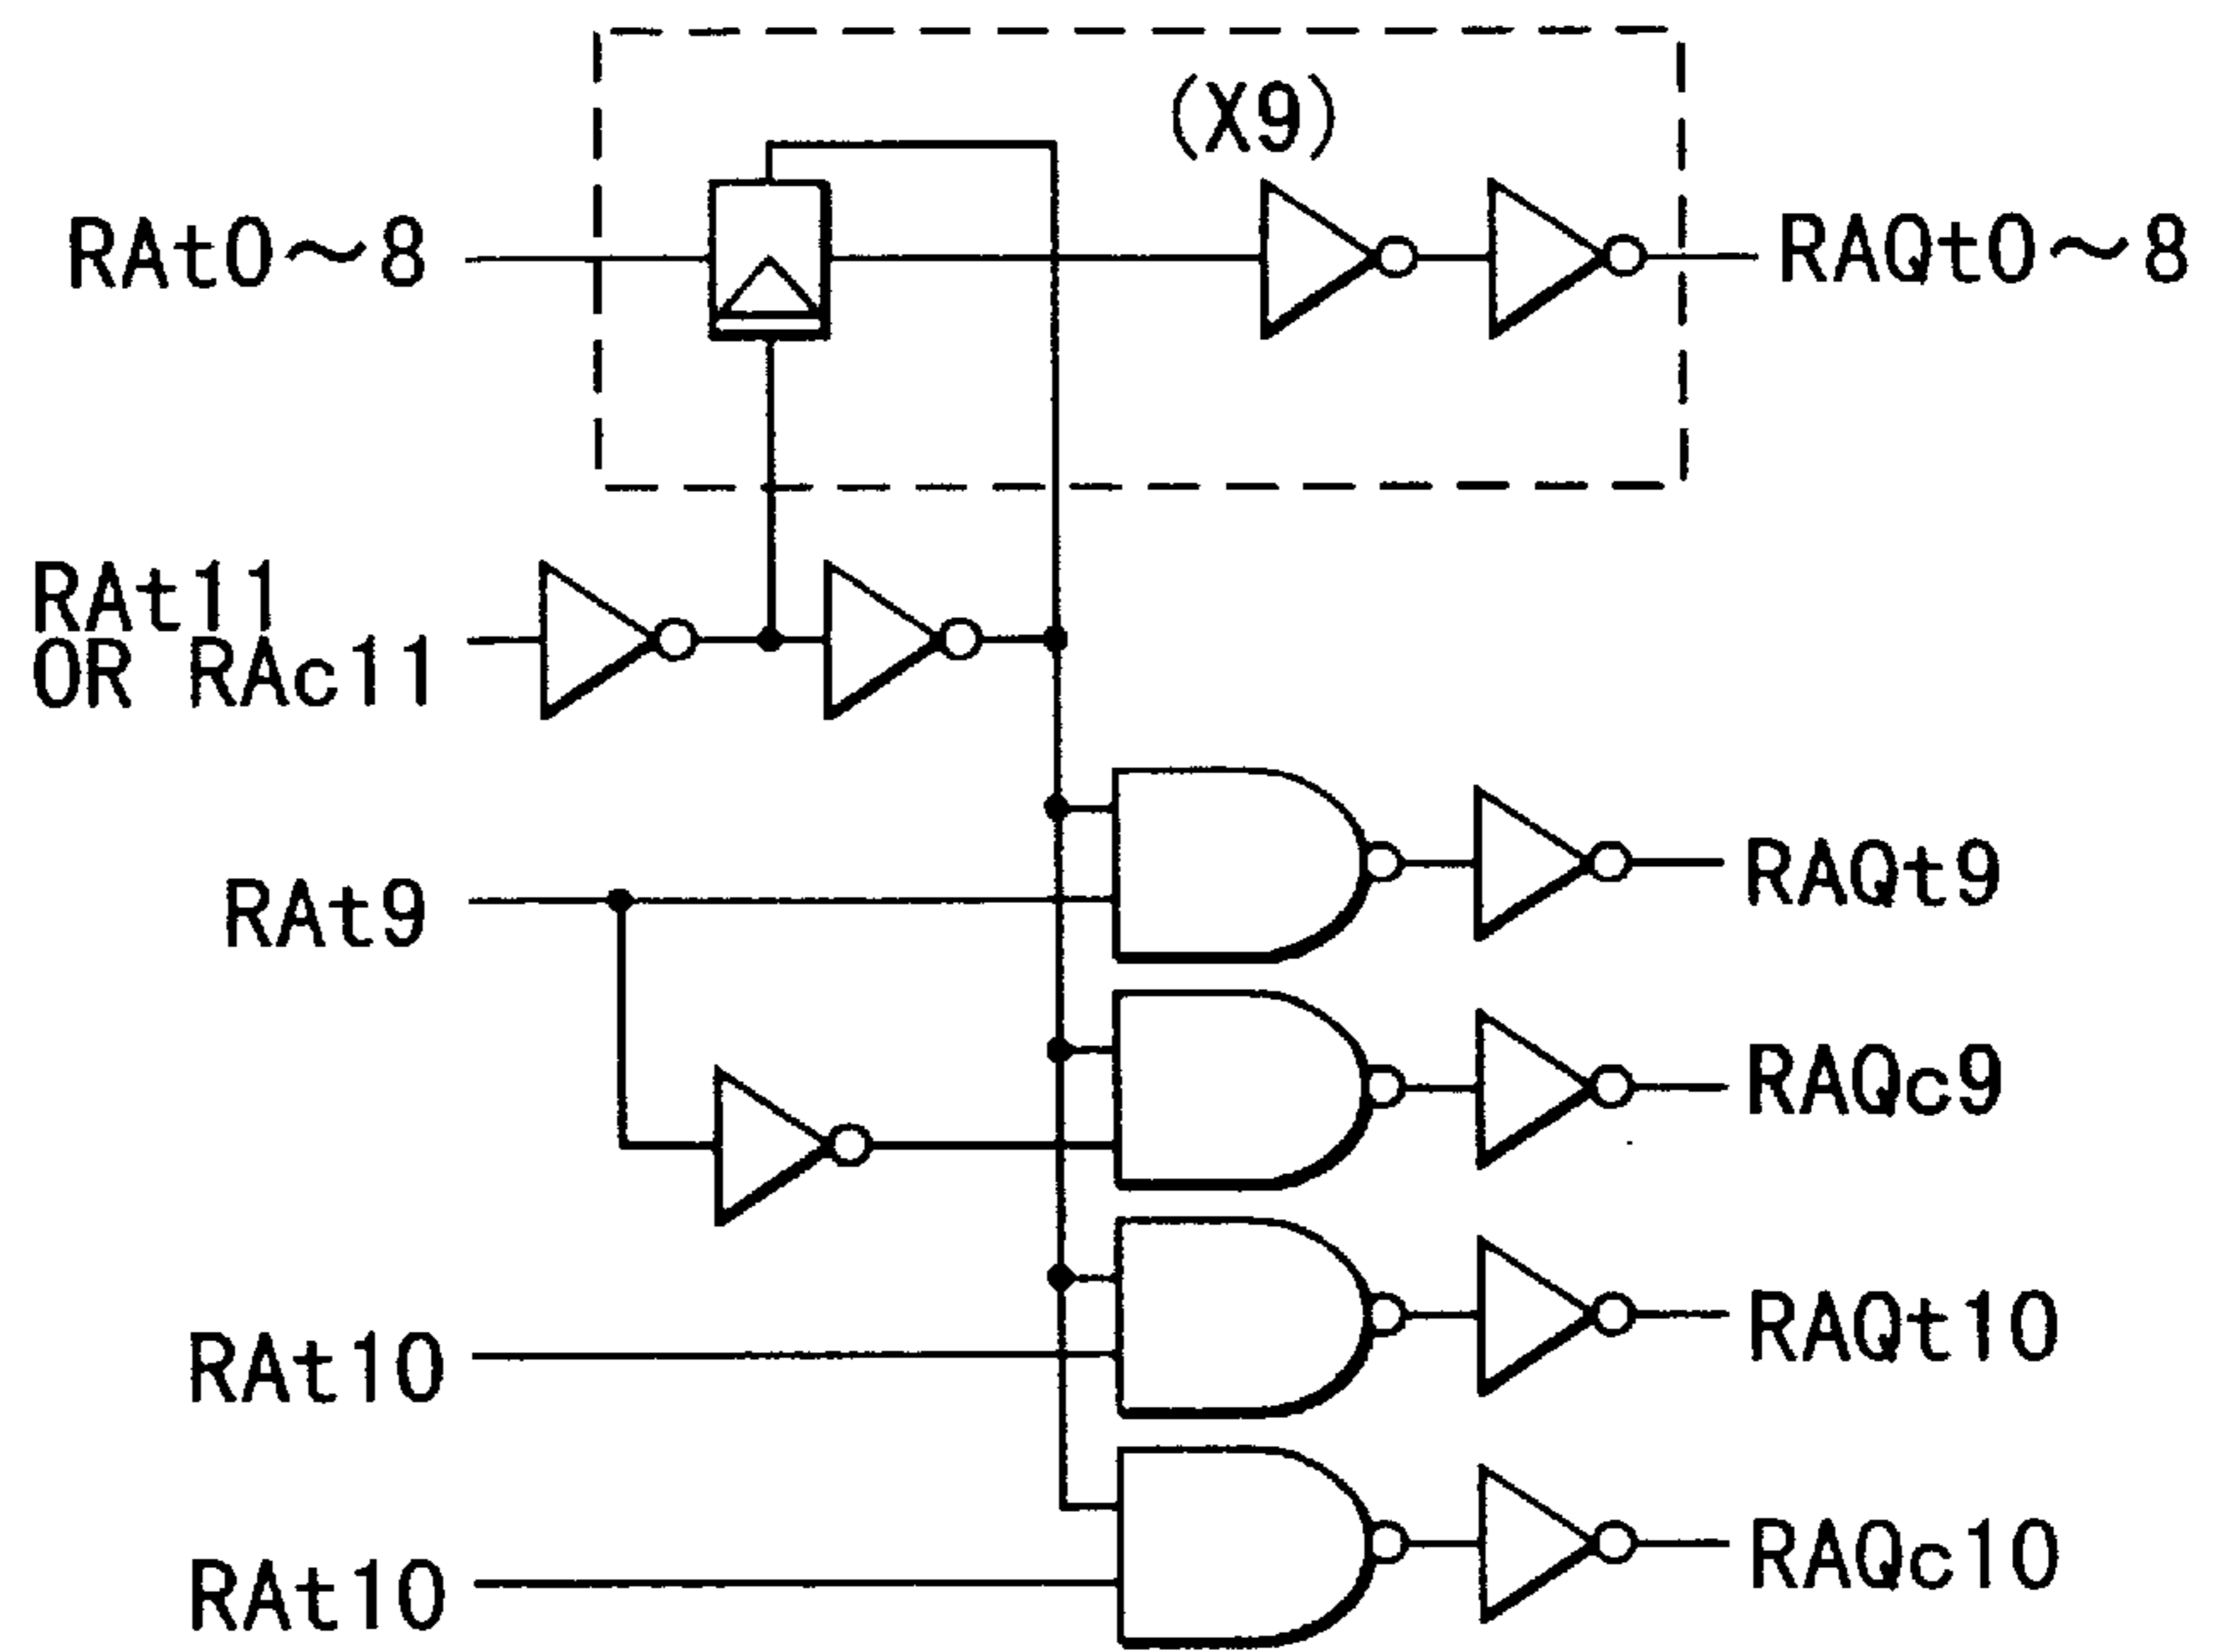 (X9)
RAt0～8
RAQt0～8
RAt11
OR RAc11
RAt9
RAQt9
RAQc9
RAt10
RAQt10
RAt10
RAQc10